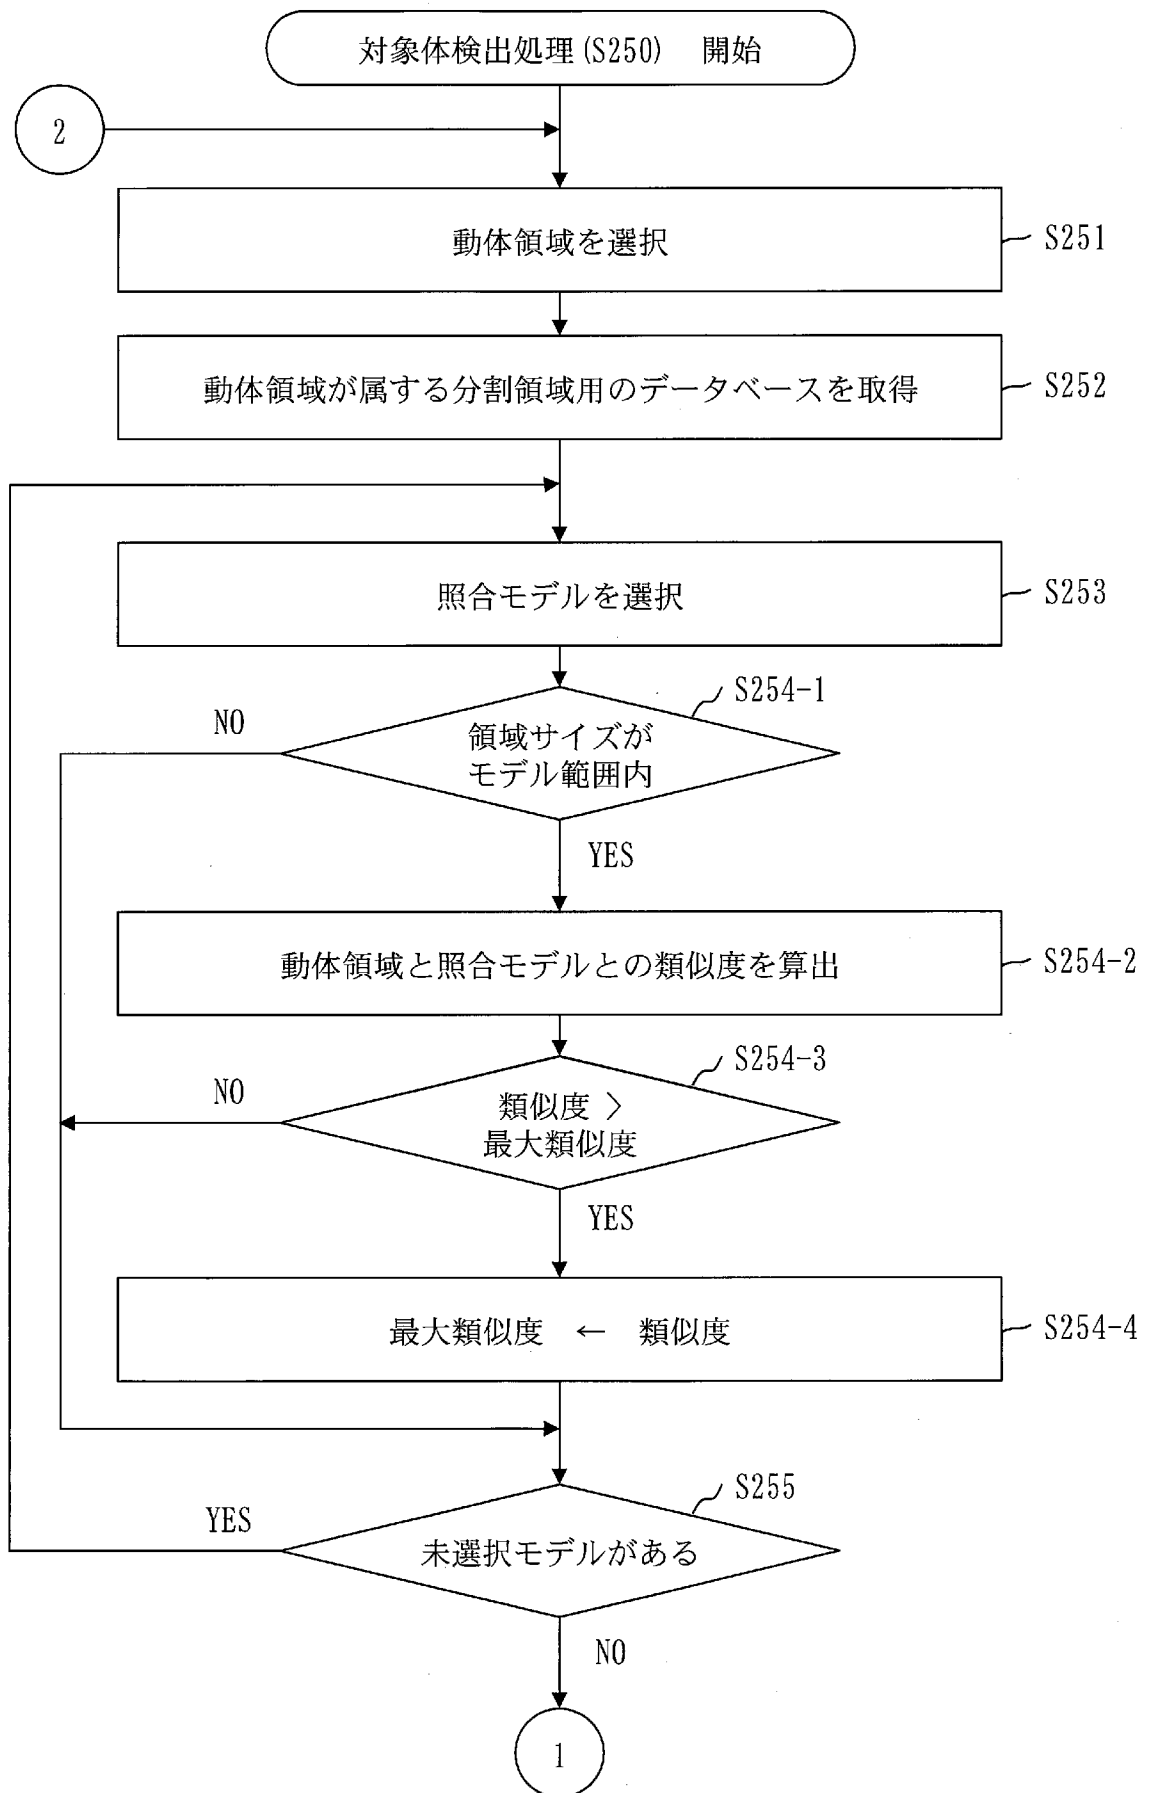 対象体検出処理(S250) 開始
2
動体領域を選択
S251
動体領域が属する分割領域用のデータベースを取得
S252
照合モデルを選択
S253
S254-1
NO
領域サイズが
モデル範囲内
YES
動体領域と照合モデルとの類似度を算出
S254-2
S254-3
NO
類似度 >
最大類似度
YES
最大類似度 ← 類似度
S254-4
S255
YES
未選択モデルがある
NO
1